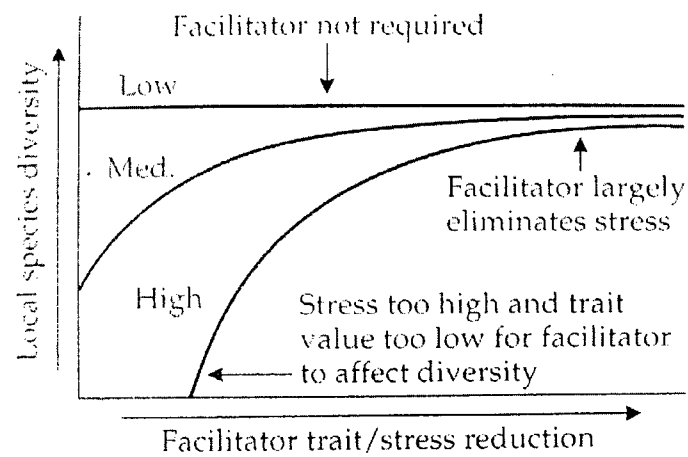 Facilitator not required
Low
Med.
Facilitator largely
eliminates stress
High
Stress too high and trait
value too low for facilitator
to affect diversity
Local species diversity
Facilitator trait/stress reduction